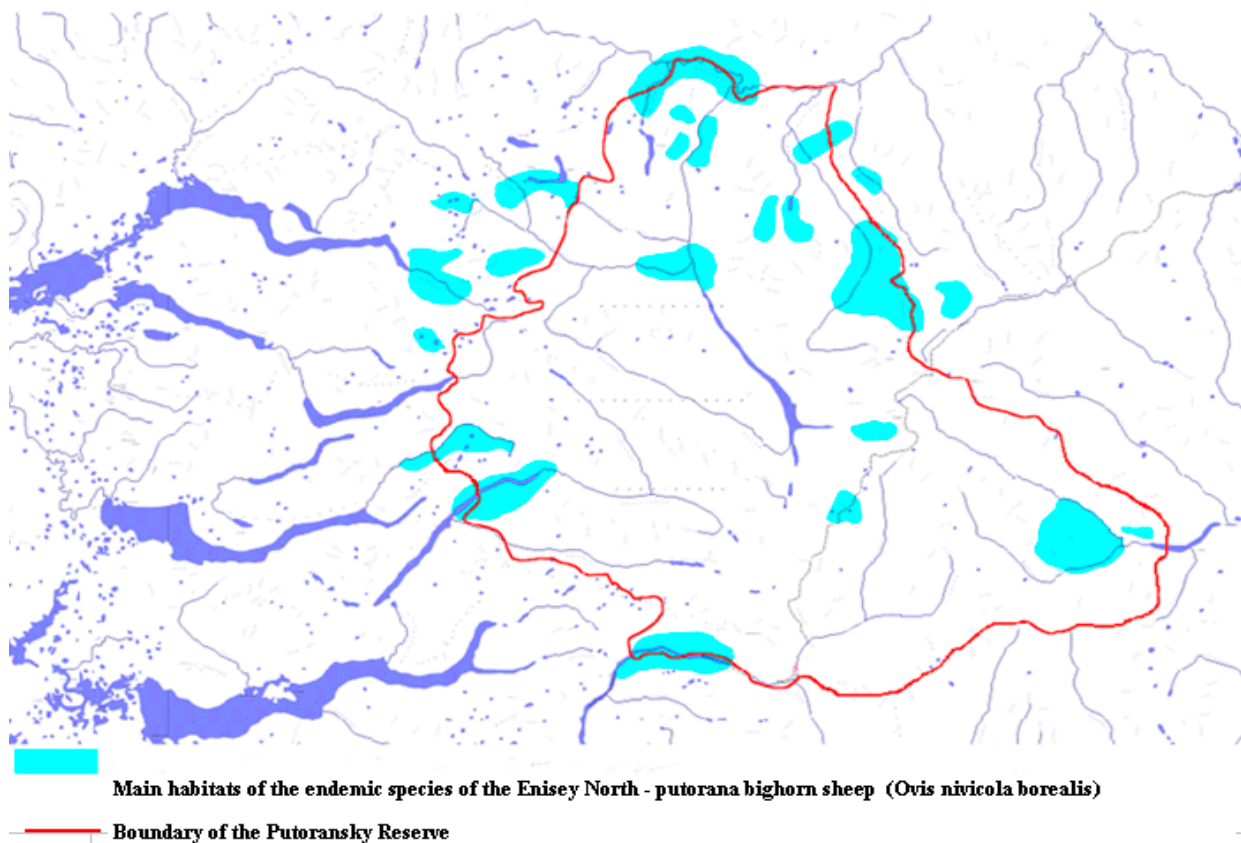 Main habitats of the endemic species of the Enisey North - putorana bighorn sheep (Ovis nivicola borealis)
Boundary of the Putoransky Reserve